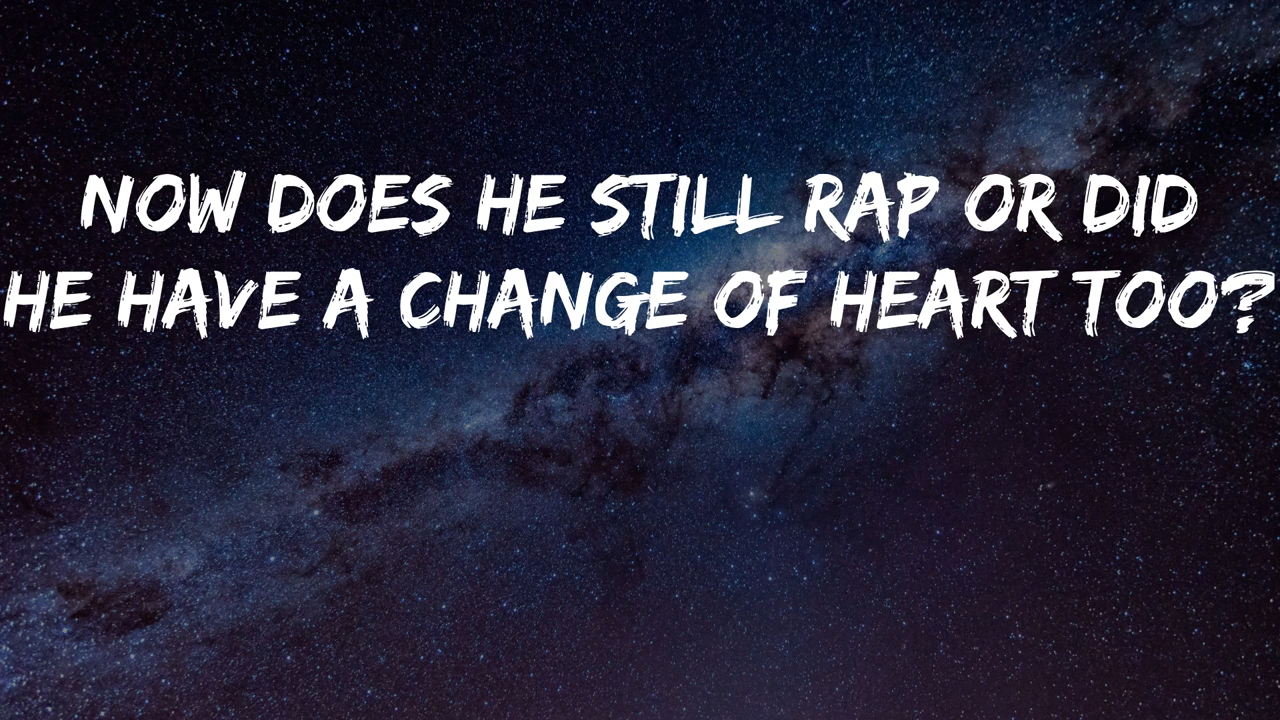 NOW DOES HE STILL RAP OR DID
HE HAVE A CHANGE OF HEART TOO?